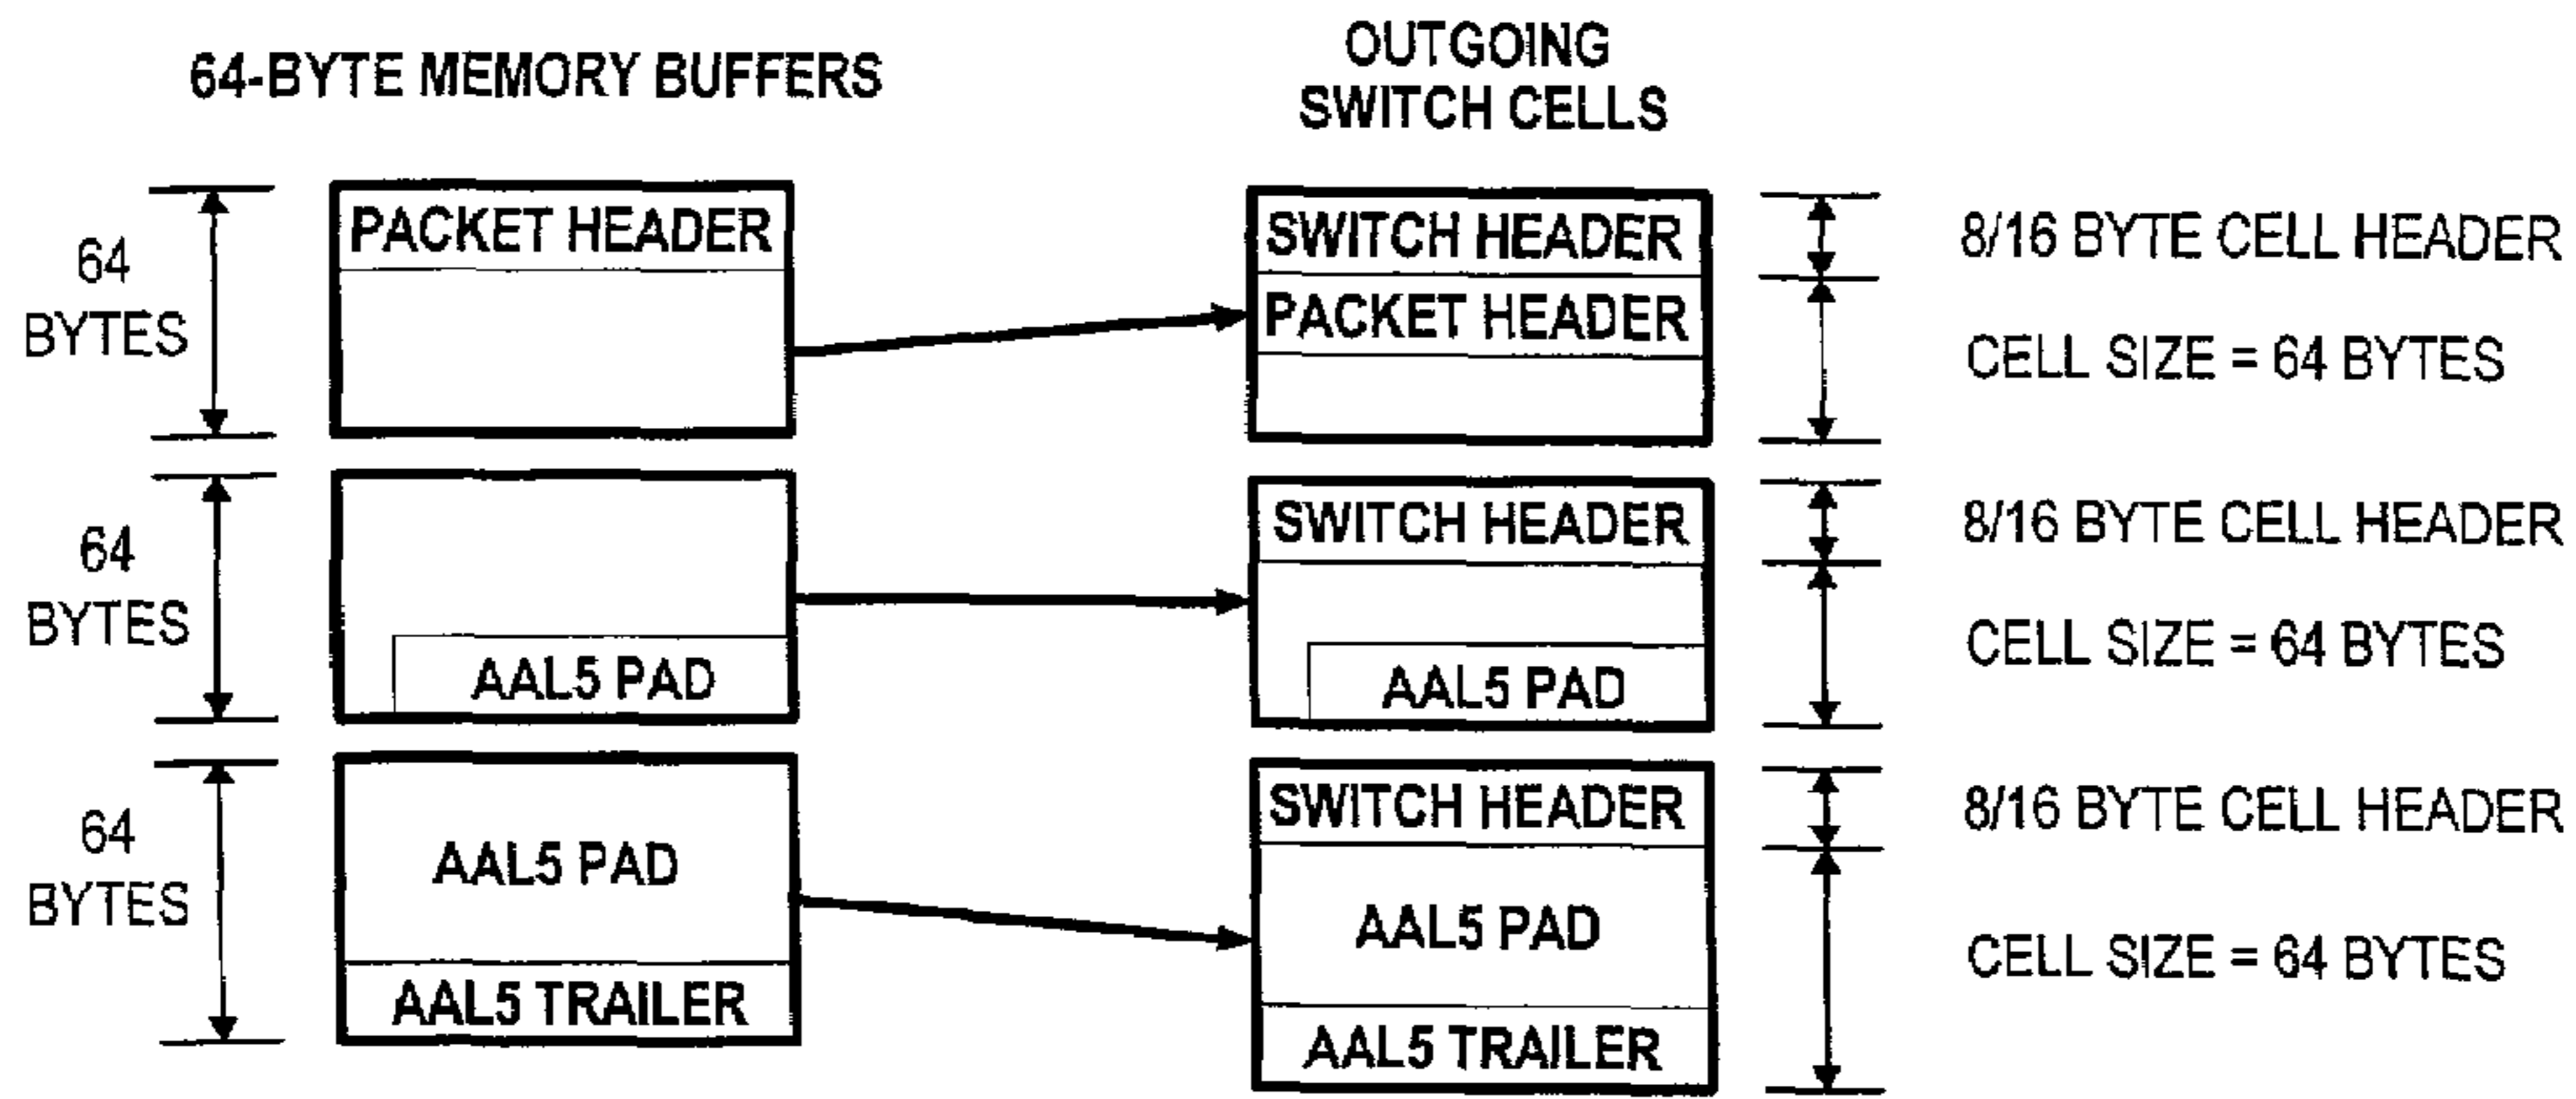 64-BYTE MEMORY BUFFERS
OUTGOING
SWITCH CELLS
64
BYTES
PACKET HEADER
SWITCH HEADER
PACKET HEADER
8/16 BYTE CELL HEADER
CELL SIZE = 64 BYTES
64
BYTES
AAL5 PAD
SWITCH HEADER
AAL5 PAD
8/16 BYTE CELL HEADER
CELL SIZE = 64 BYTES
64
BYTES
AAL5 PAD
AAL5 TRAILER
SWITCH HEADER
AAL5 PAD
AAL5 TRAILER
8/16 BYTE CELL HEADER
CELL SIZE = 64 BYTES